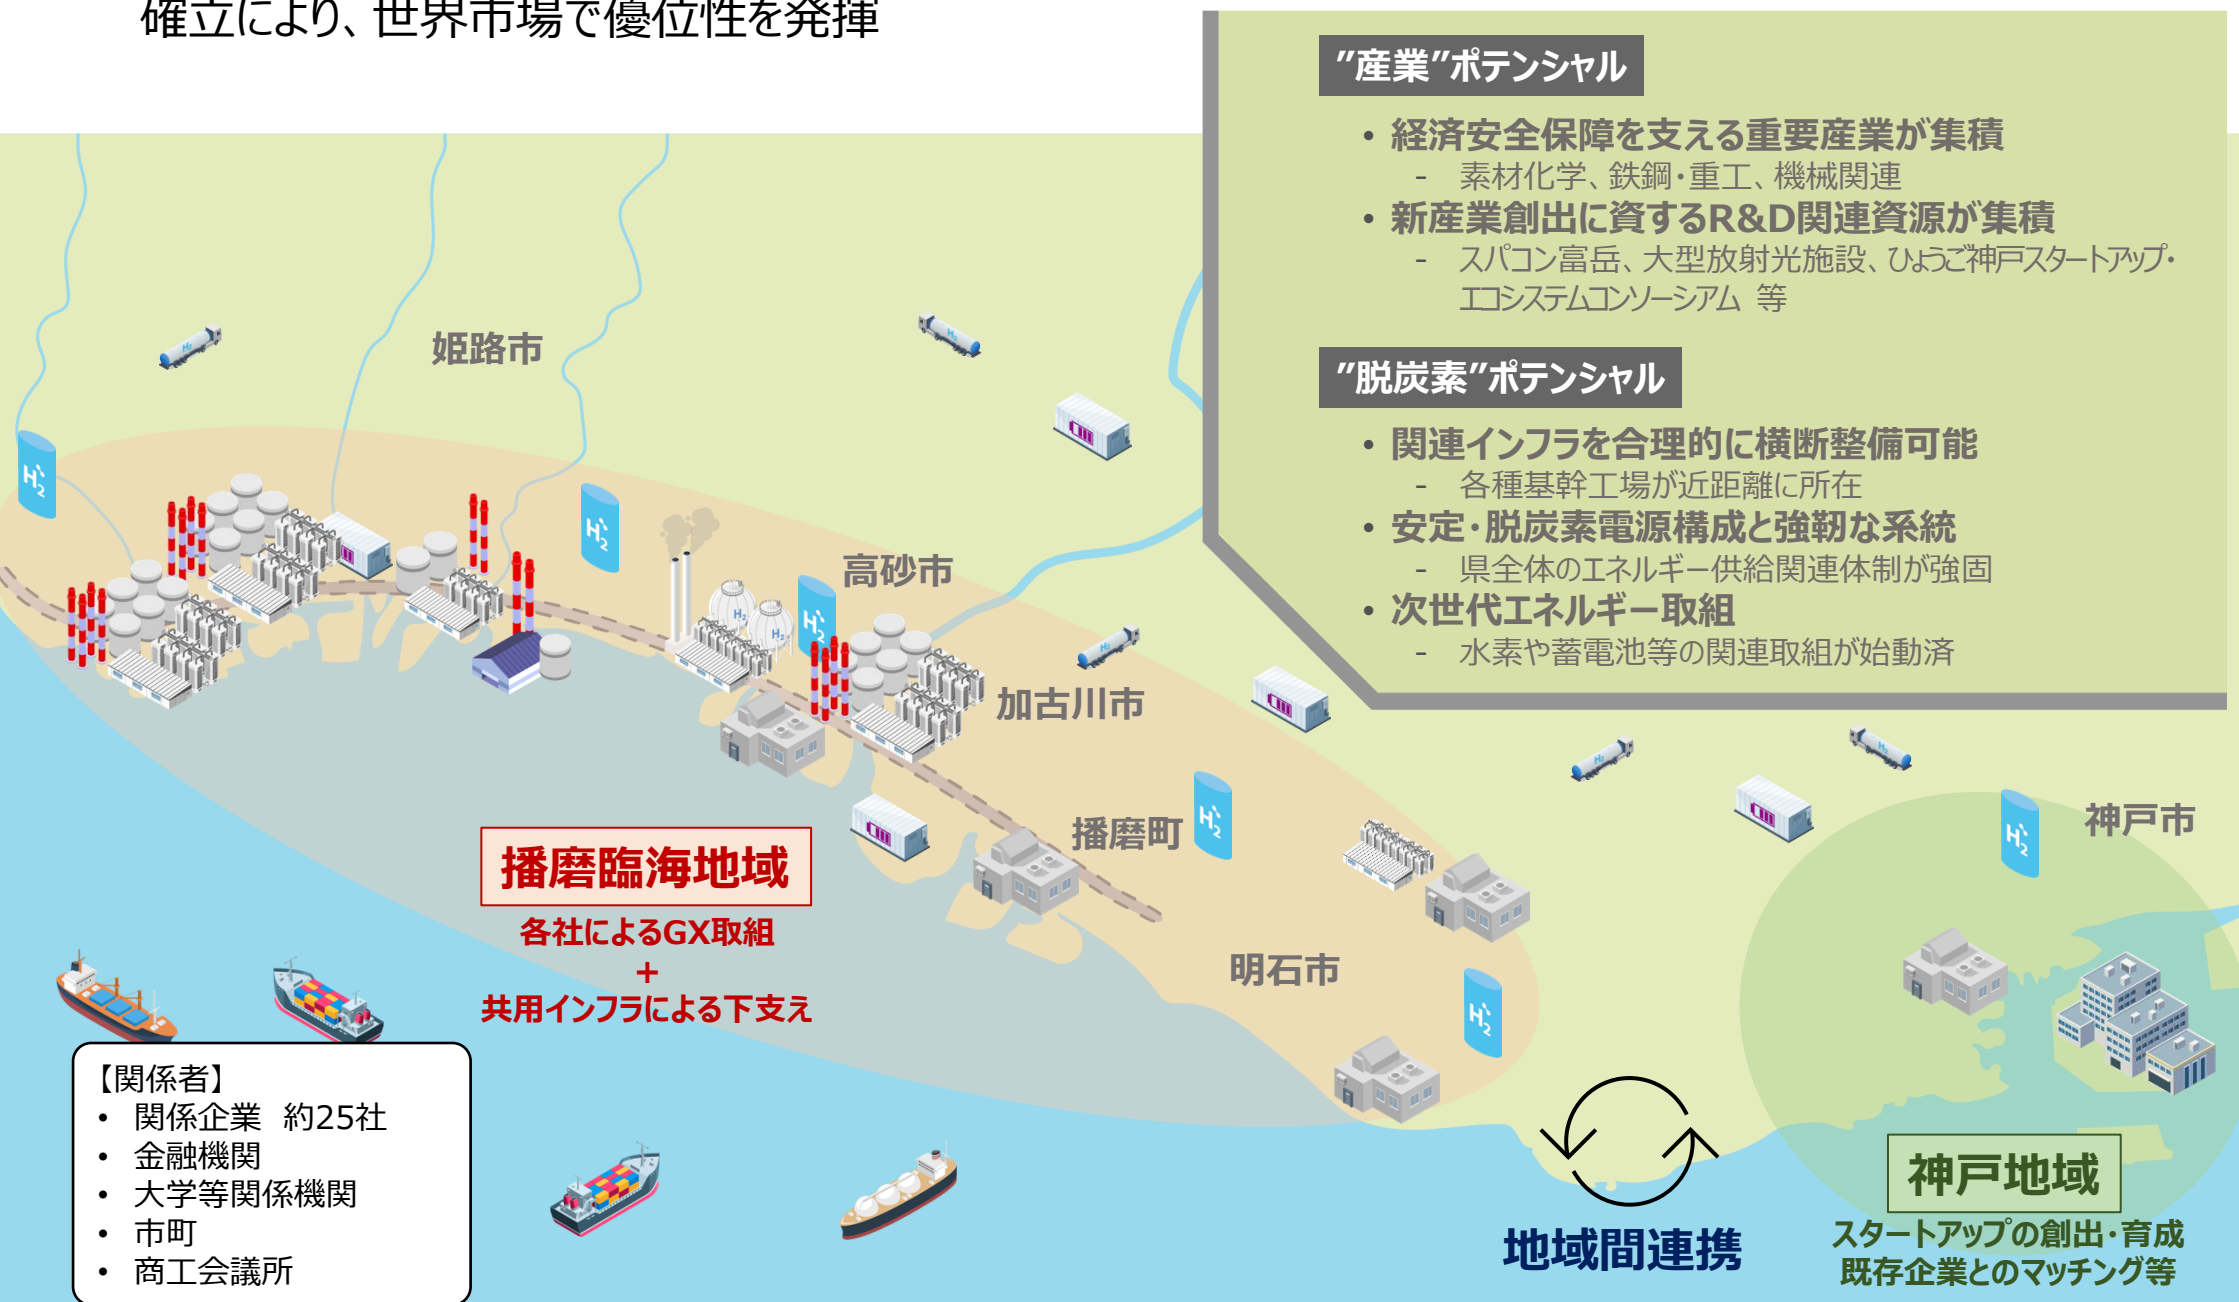 確立により、世界市場で優位性を発揮
”産業”ポテンシャル
• 経済安全保障を支える重要産業が集積
- 素材化学、鉄鋼・重工、機械関連
• 新産業創出に資するR&D関連資源が集積
- スパコン富岳、大型放射光施設、ひょうご神戸スタートアップ・
エコシステムコンソーシアム 等
”脱炭素”ポテンシャル
• 関連インフラを合理的に横断整備可能
- 各種基幹工場が近距離に所在
• 安定・脱炭素電源構成と強靭な系統
- 県全体のエネルギー供給関連体制が強固
• 次世代エネルギー取組
- 水素や蓄電池等の関連取組が始動済
姫路市
高砂市
加古川市
播磨町
明石市
神戸市
H2
H2
H2
H2
H2
H2
H2
H2
H2
H2
H2
H2
H2
播磨臨海地域
各社によるGX取組
+
共用インフラによる下支え
【関係者】
• 関係企業 約25社
• 金融機関
• 大学等関係機関
• 市町
• 商工会議所
地域間連携
神戸地域
スタートアップの創出・育成
既存企業とのマッチング等